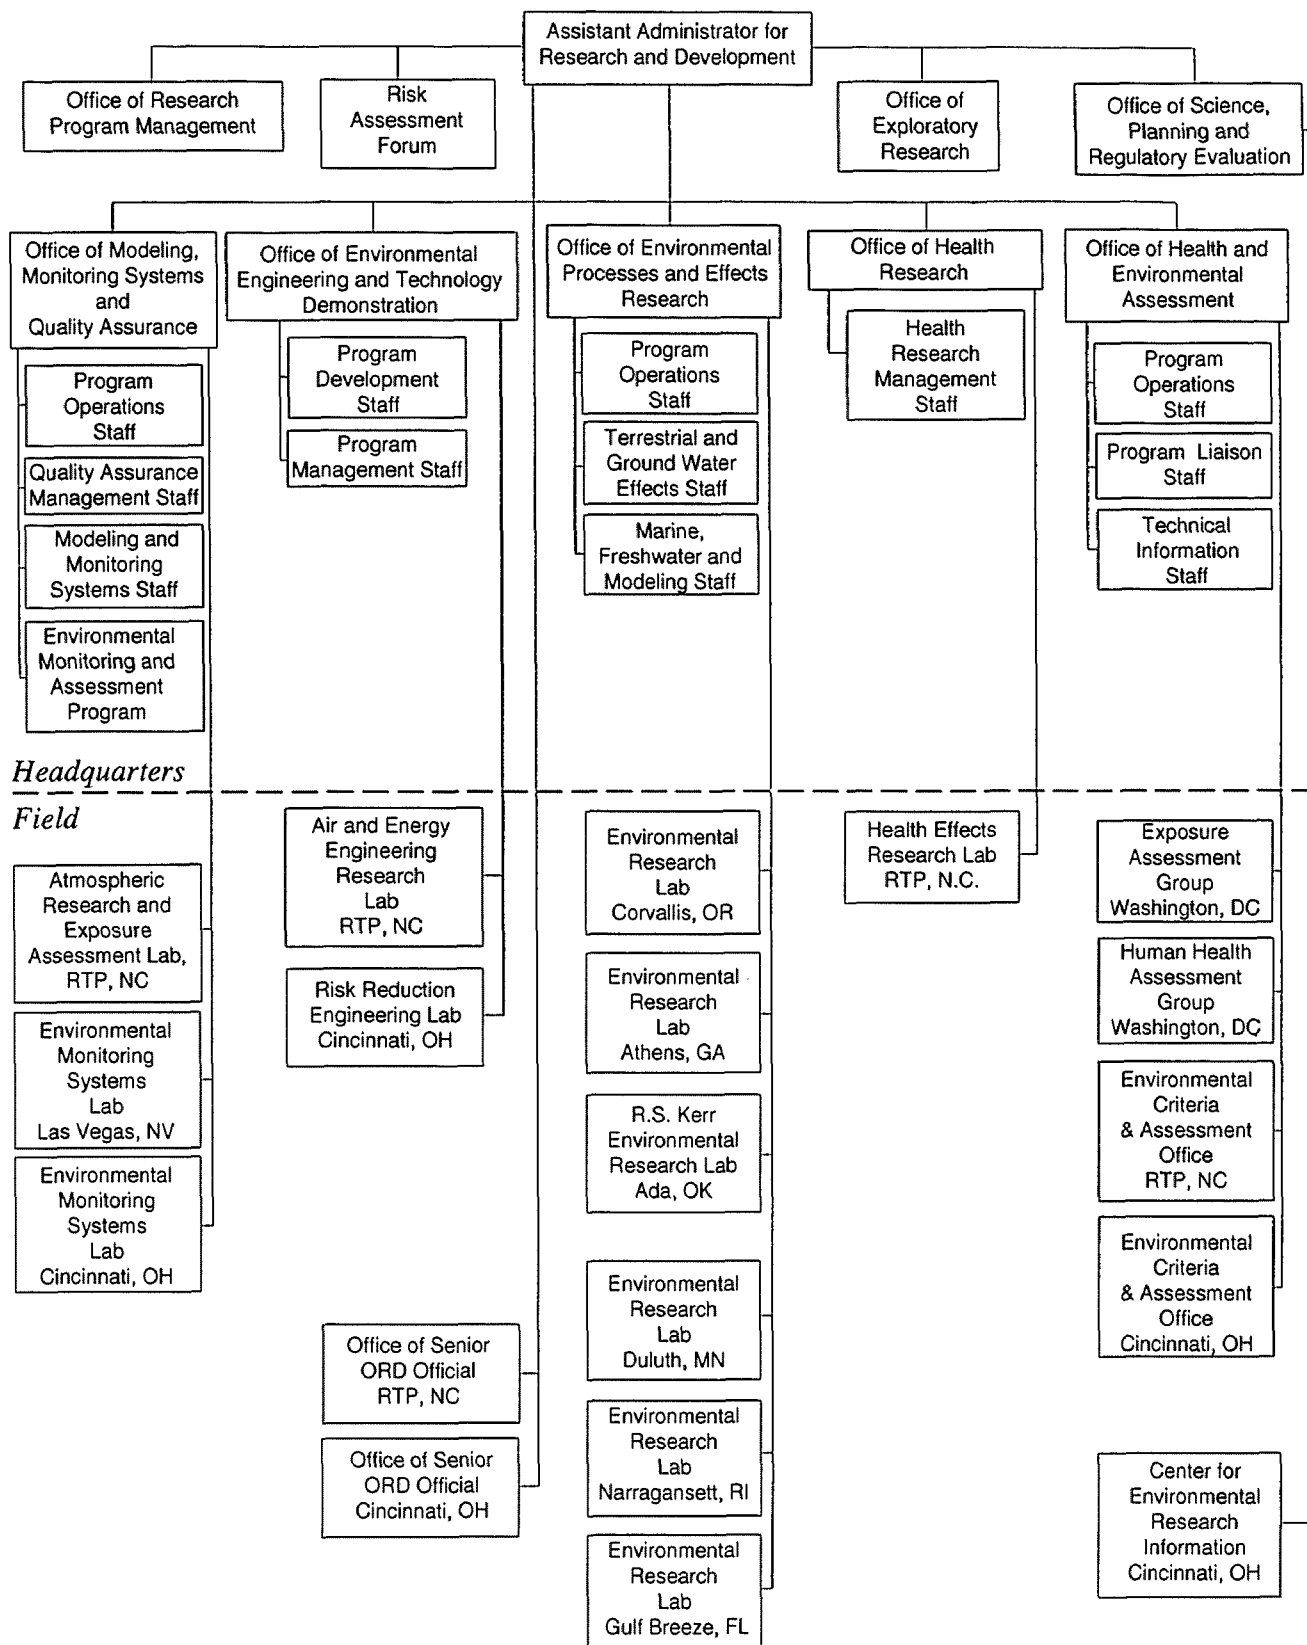 Assistant Administrator for
Research and Development
Office of Research
Program Management
Risk
Assessment
Forum
Office of
Exploratory
Research
Office of Science,
Planning and
Regulatory Evaluation
Office of Modeling,
Monitoring Systems
and
Quality Assurance
Program
Operations
Staff
Quality Assurance
Management Staff
Modeling and
Monitoring
Systems Staff
Environmental
Monitoring and
Assessment
Program
Office of Environmental
Engineering and Technology
Demonstration
Program
Development
Staff
Program
Management Staff
Office of Environmental
Processes and Effects
Research
Program
Operations
Staff
Terrestrial and
Ground Water
Effects Staff
Marine,
Freshwater and
Modeling Staff
Office of Health
Research
Health
Research
Management
Staff
Office of Health and
Environmental
Assessment
Program
Operations
Staff
Program Liaison
Staff
Technical
Information
Staff
Headquarters
Field
Atmospheric
Research and
Exposure
Assessment Lab,
RTP, NC
Environmental
Monitoring
Systems
Lab
Las Vegas, NV
Environmental
Monitoring
Systems
Lab
Cincinnati, OH
Air and Energy
Engineering
Research
Lab
RTP, NC
Risk Reduction
Engineering Lab
Cincinnati, OH
Office of Senior
ORD Official
RTP, NC
Office of Senior
ORD Official
Cincinnati, OH
Environmental
Research
Lab
Corvallis, OR
Environmental
Research
Lab
Athens, GA
R.S. Kerr
Environmental
Research Lab
Ada, OK
Environmental
Research
Lab
Duluth, MN
Environmental
Research
Lab
Narragansett, RI
Environmental
Research
Lab
Gulf Breeze, FL
Health Effects
Research Lab
RTP, N.C.
Exposure
Assessment
Group
Washington, DC
Human Health
Assessment
Group
Washington, DC
Environmental
Criteria
& Assessment
Office
RTP, NC
Environmental
Criteria
& Assessment
Office
Cincinnati, OH
Center for
Environmental
Research
Information
Cincinnati, OH